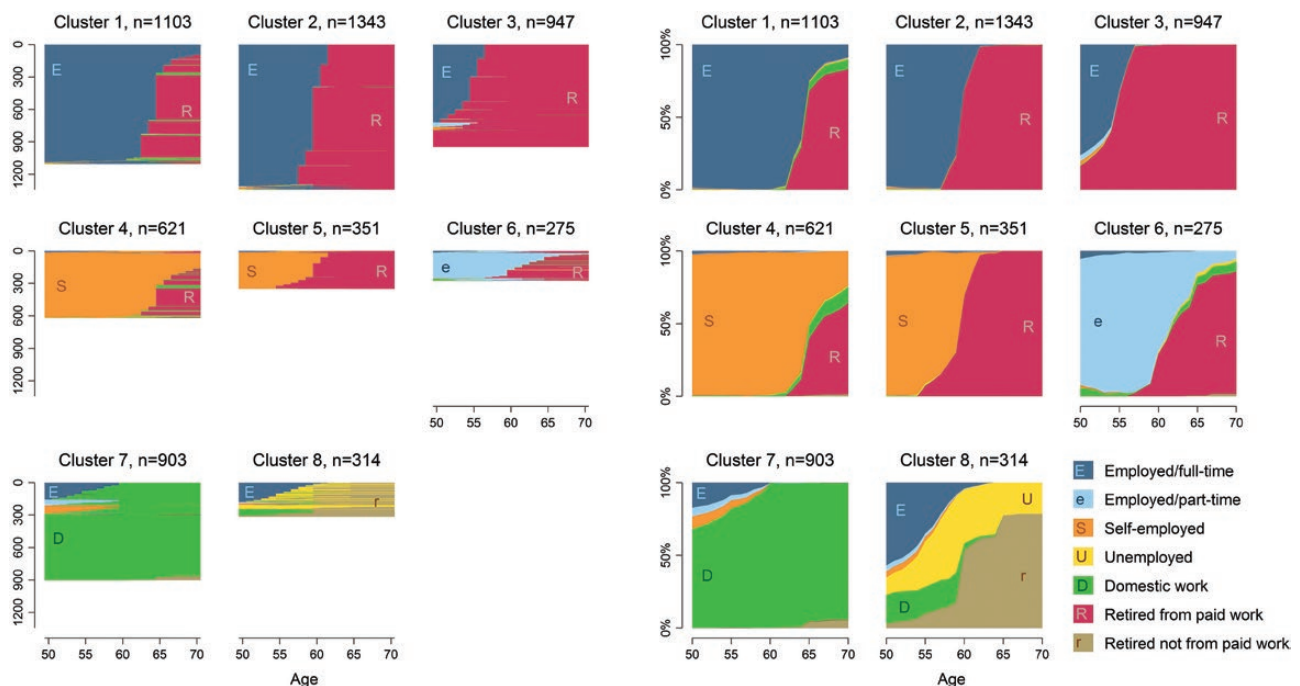 Cluster 1, n=1103
Cluster 2, n=1343
Cluster 3, n=947
0
300
600
900
1200
E
R
E
R
E
R
Cluster 4, n=621
Cluster 5, n=351
Cluster 6, n=275
0
300
600
900
1200
S
R
S
R
e
R
50 55 60 65 70
Cluster 7, n=903
Cluster 8, n=314
0
300
600
900
1200
E
D
E
r
50 55 60 65 70
50 55 60 65 70
Age
Cluster 1, n=1103
Cluster 2, n=1343
Cluster 3, n=947
100%
50%
0%
E
R
E
R
E
R
Cluster 4, n=621
Cluster 5, n=351
Cluster 6, n=275
100%
50%
0%
S
R
S
R
e
R
50 55 60 65 70
Cluster 7, n=903
Cluster 8, n=314
100%
50%
0%
E
D
E
U
D
r
50 55 60 65 70
50 55 60 65 70
Age
E Employed/full-time
e Employed/part-time
S Self-employed
U Unemployed
D Domestic work
R Retired from paid work
r Retired not from paid work